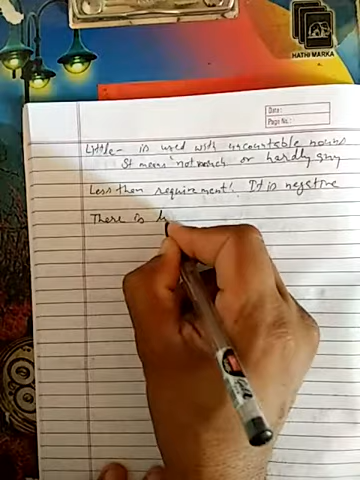 HATHI MARKA
Date :
Page No. :
Little - is used with uncountable nouns
It means 'not much or hardly any
Less than requirement'. It is negative
There is